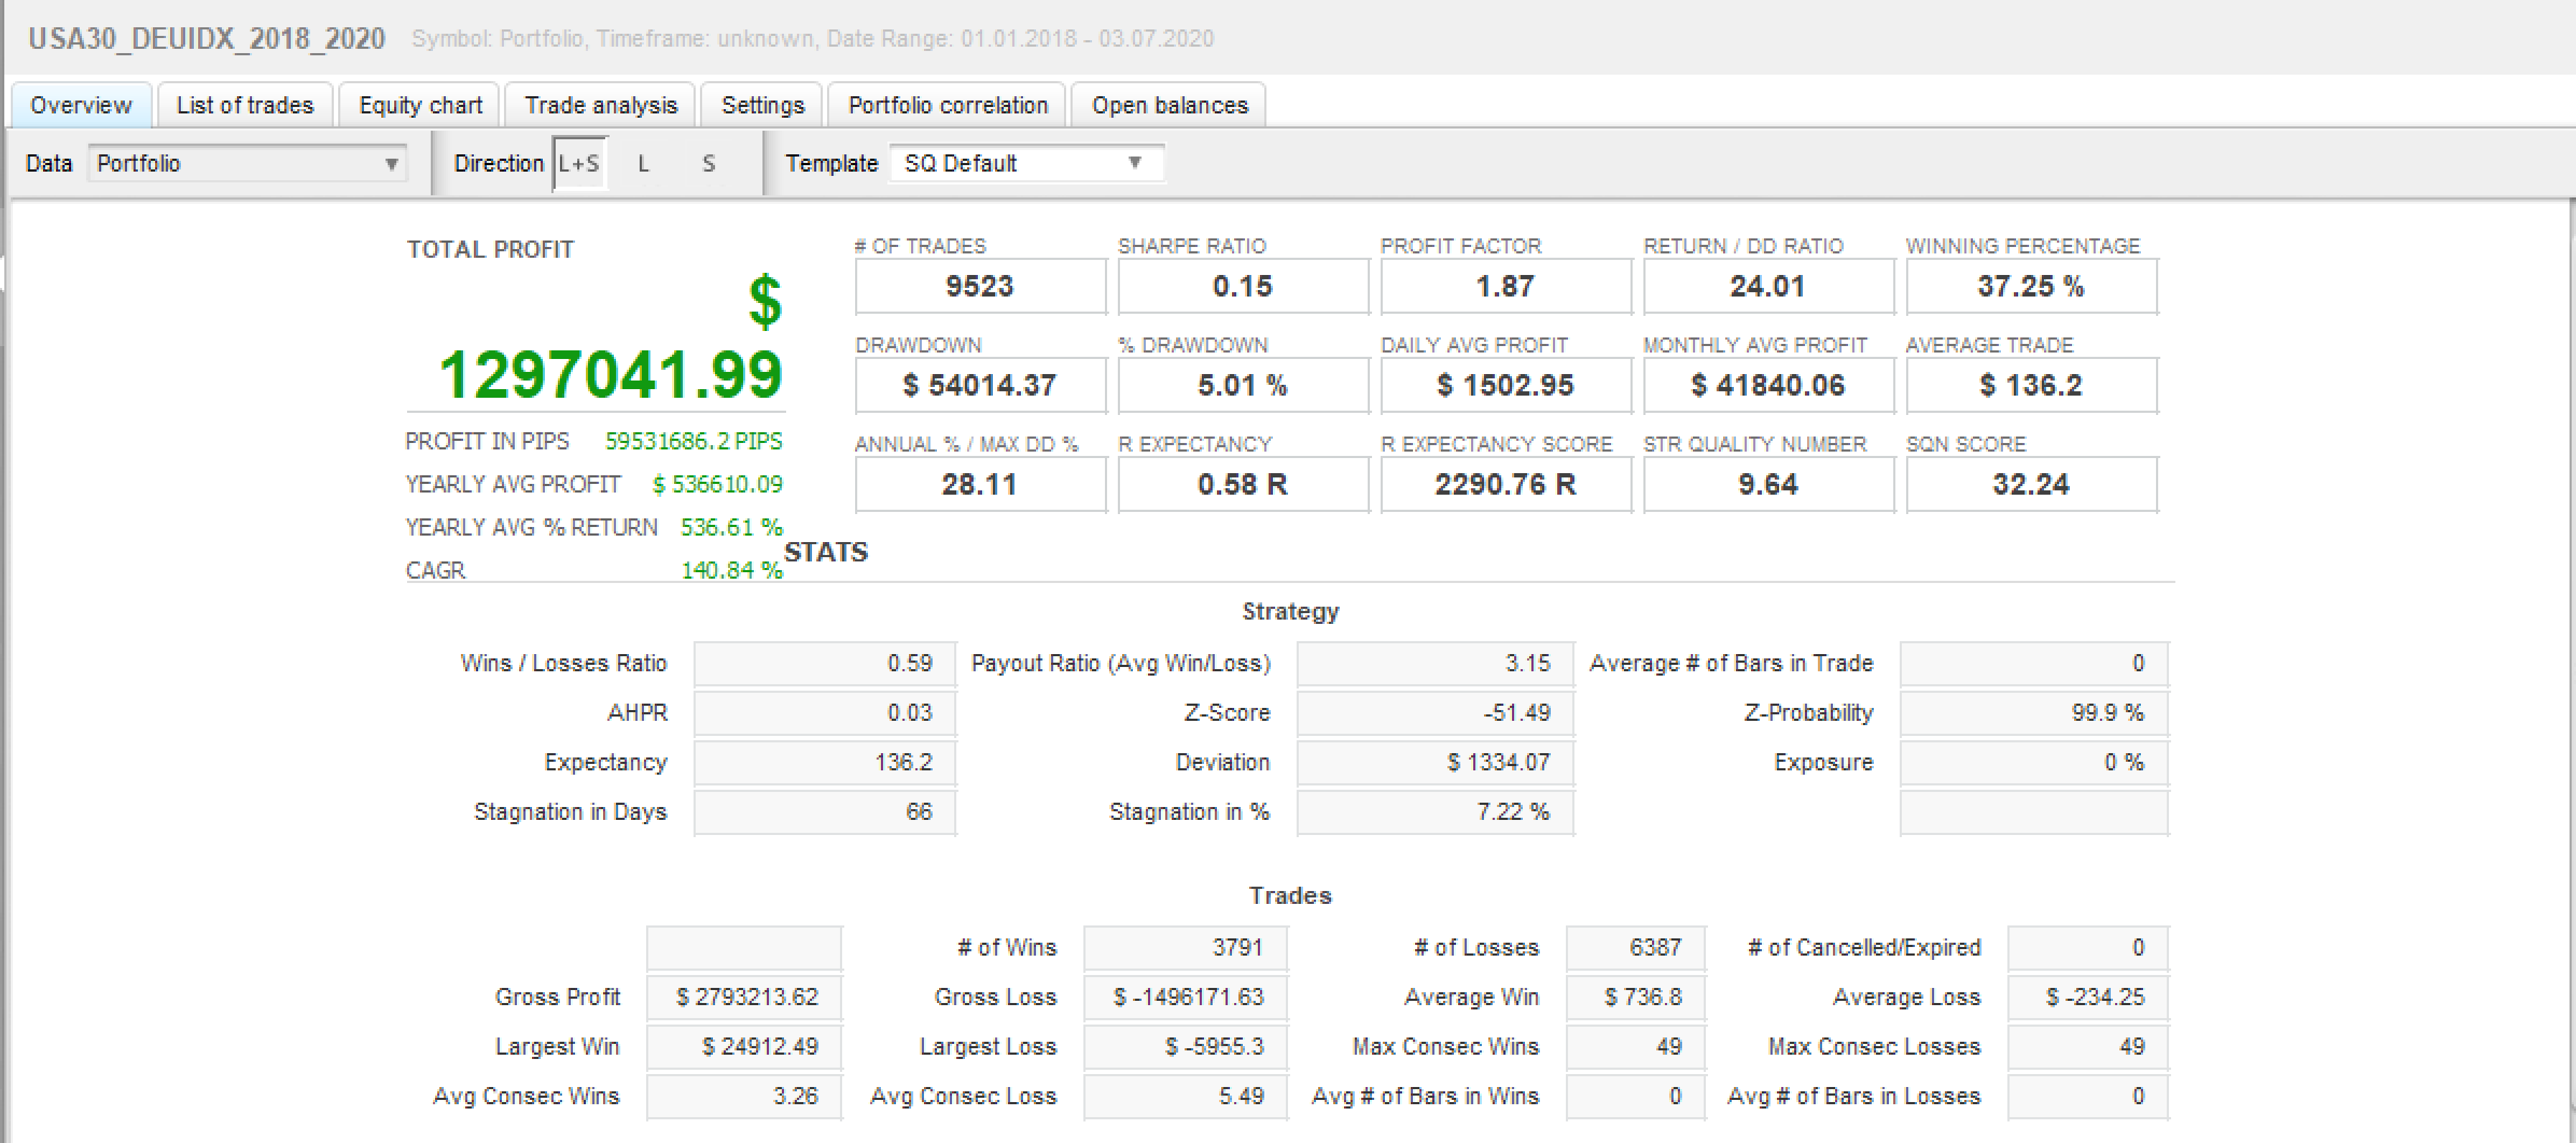 USA30_DEUIDX_2018_2020 Symbol: Portfolio, Timeframe: unknown, Date Range: 01.01.2018 - 03.07.2020
Overview List of trades Equity chart Trade analysis Settings Portfolio correlation Open balances
Data Portfolio Direction L+S L S Template SQ Default
TOTAL PROFIT
$
1297041.99
PROFIT IN PIPS 59531686.2 PIPS
YEARLY AVG PROFIT $ 536610.09
YEARLY AVG % RETURN 536.61 %
CAGR 140.84 %
# OF TRADES SHARPE RATIO PROFIT FACTOR RETURN / DD RATIO WINNING PERCENTAGE
9523 0.15 1.87 24.01 37.25 %
DRAWDOWN % DRAWDOWN DAILY AVG PROFIT MONTHLY AVG PROFIT AVERAGE TRADE
$ 54014.37 5.01 % $ 1502.95 $ 41840.06 $ 136.2
ANNUAL % / MAX DD % R EXPECTANCY R EXPECTANCY SCORE STR QUALITY NUMBER SQN SCORE
28.11 0.58 R 2290.76 R 9.64 32.24
STATS
Strategy
Wins / Losses Ratio 0.59 Payout Ratio (Avg Win/Loss) 3.15 Average # of Bars in Trade 0
AHPR 0.03 Z-Score -51.49 Z-Probability 99.9 %
Expectancy 136.2 Deviation $ 1334.07 Exposure 0 %
Stagnation in Days 66 Stagnation in % 7.22 %
Trades
# of Wins 3791 # of Losses 6387 # of Cancelled/Expired 0
Gross Profit $ 2793213.62 Gross Loss $ -1496171.63 Average Win $ 736.8 Average Loss $ -234.25
Largest Win $ 24912.49 Largest Loss $ -5955.3 Max Consec Wins 49 Max Consec Losses 49
Avg Consec Wins 3.26 Avg Consec Loss 5.49 Avg # of Bars in Wins 0 Avg # of Bars in Losses 0